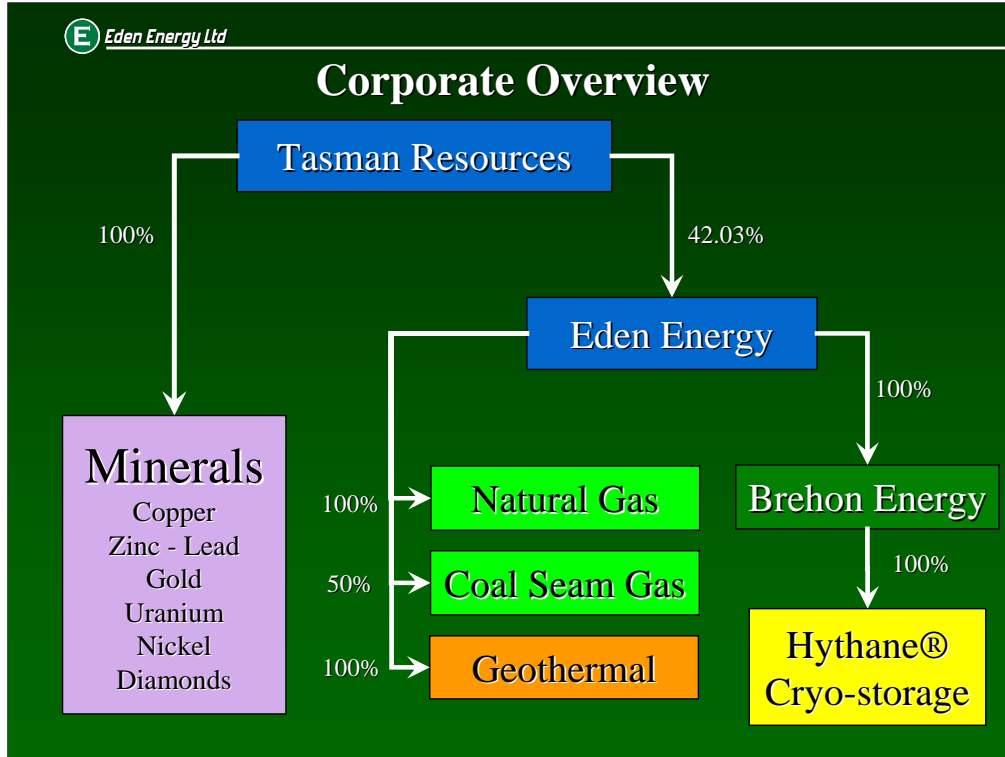 E Eden Energy Ltd
Corporate Overview
Tasman Resources
100%
42.03%
Eden Energy
100%
Minerals
Copper
Zinc - Lead
Gold
Uranium
Nickel
Diamonds
100%
Natural Gas
Brehon Energy
50%
Coal Seam Gas
100%
100%
Geothermal
Hythane®
Cryo-storage